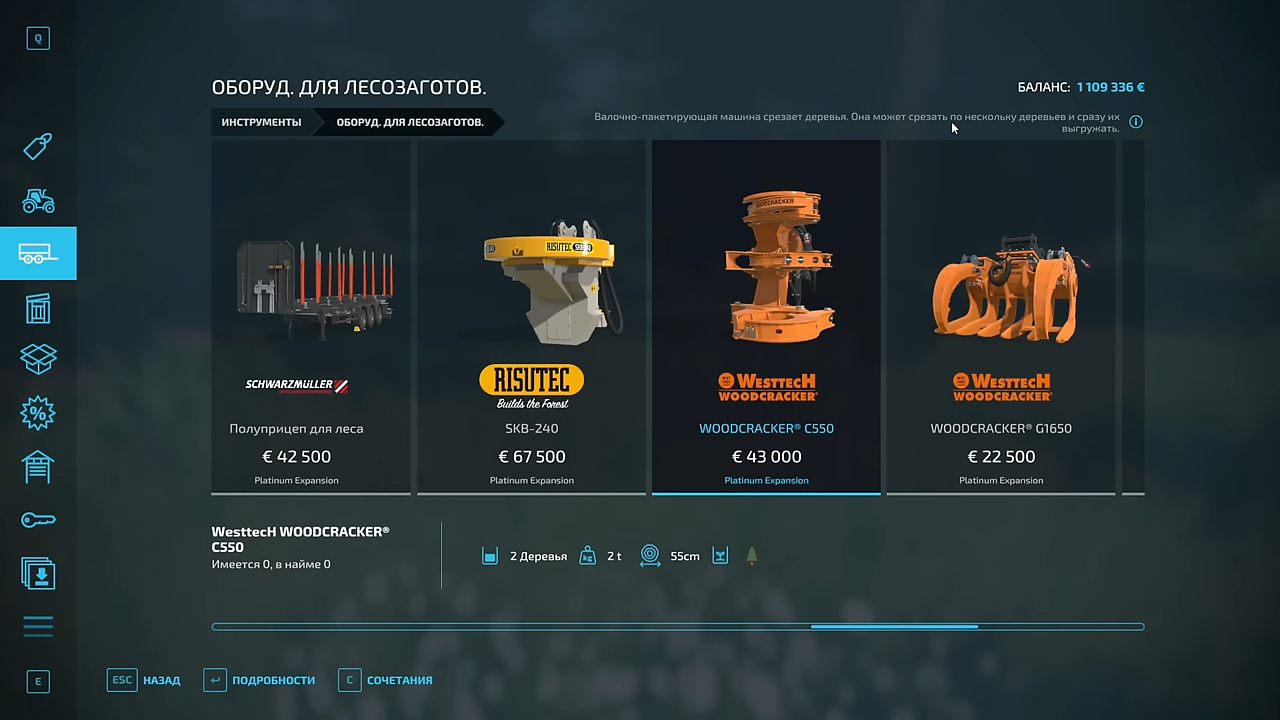 Q
ОБОРУД. ДЛЯ ЛЕСОЗАГОТОВ.
БАЛАНС: 1 109 336 €
ИНСТРУМЕНТЫ
ОБОРУД. ДЛЯ ЛЕСОЗАГОТОВ.
Валочно-пакетирующая машина срезает деревья. Она может срезать по нескольку деревьев и сразу их
выгружать.
SCHWARZMÜLLER
Полуприцеп для леса
€ 42 500
Platinum Expansion
RISUTEC
RISUTEC
Builds the Forest
SKB-240
€ 67 500
Platinum Expansion
WOODCRACKER
WESTTECH
WOODCRACKER®
WOODCRACKER® C550
€ 43 000
Platinum Expansion
WESTTECH
WOODCRACKER®
WOODCRACKER® G1650
€ 22 500
Platinum Expansion
WesttecH WOODCRACKER®
C550
Имеется 0, в найме 0
2 Деревья
kg
2 t
55cm
%
ESC НАЗАД
↵ ПОДРОБНОСТИ
C СОЧЕТАНИЯ
E